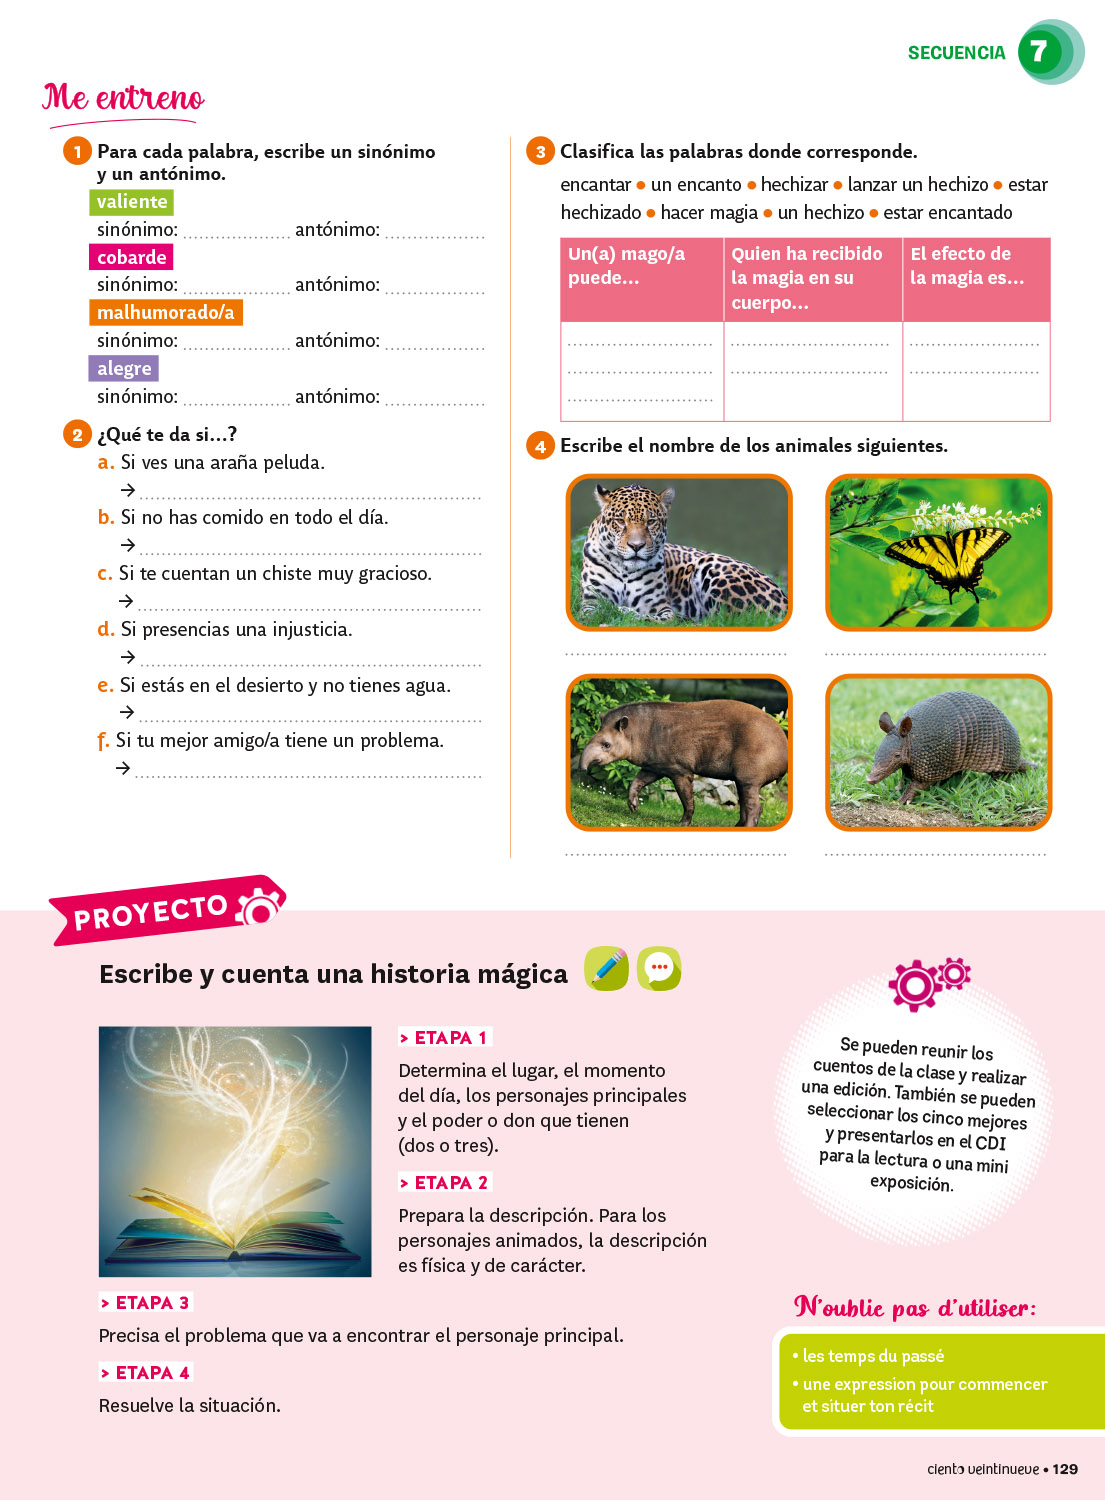 SECUENCIA 7
Me entreno
1 Para cada palabra, escribe un sinónimo
y un antónimo.
valiente
sinónimo: ........ antónimo: ........
cobarde
sinónimo: ........ antónimo: ........
malhumorado/a
sinónimo: ........ antónimo: ........
alegre
sinónimo: ........ antónimo: ........
2 ¿Qué te da si...?
a. Si ves una araña peluda.
→ ........
b. Si no has comido en todo el día.
→ ........
c. Si te cuentan un chiste muy gracioso.
→ ........
d. Si presencias una injusticia.
→ ........
e. Si estás en el desierto y no tienes agua.
→ ........
f. Si tu mejor amigo/a tiene un problema.
→ ........
3 Clasifica las palabras donde corresponde.
encantar • un encanto • hechizar • lanzar un hechizo • estar
hechizado • hacer magia • un hechizo • estar encantado
Un(a) mago/a
puede...
Quien ha recibido
la magia en su
cuerpo...
El efecto de
la magia es...
4 Escribe el nombre de los animales siguientes.
PROYECTO
Escribe y cuenta una historia mágica
> ETAPA 1
Determina el lugar, el momento
del día, los personajes principales
y el poder o don que tienen
(dos o tres).
> ETAPA 2
Prepara la descripción. Para los
personajes animados, la descripción
es física y de carácter.
> ETAPA 3
Precisa el problema que va a encontrar el personaje principal.
> ETAPA 4
Resuelve la situación.
Se pueden reunir los
cuentos de la clase y realizar
una edición. También se pueden
seleccionar los cinco mejores
y presentarlos en el CDI
para la lectura o una mini
exposición.
N'oublie pas d'utiliser:
• les temps du passé
• une expression pour commencer
et situer ton récit
ciento veintinueve • 129